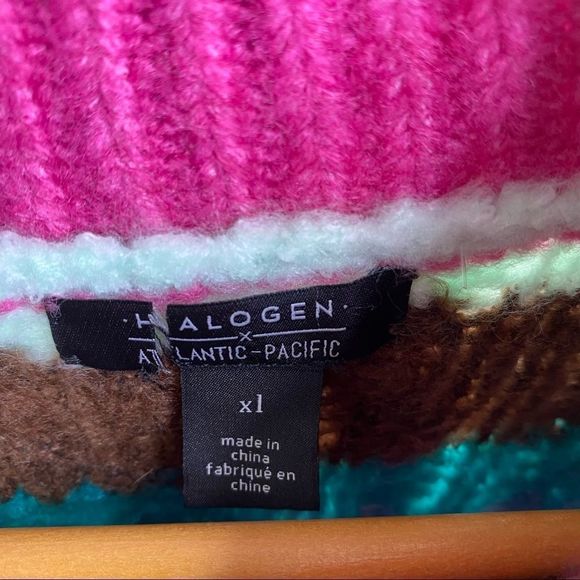 · HALOGEN ·
×
ATLANTIC-PACIFIC
xl
made in
china
fabriqué en
chine